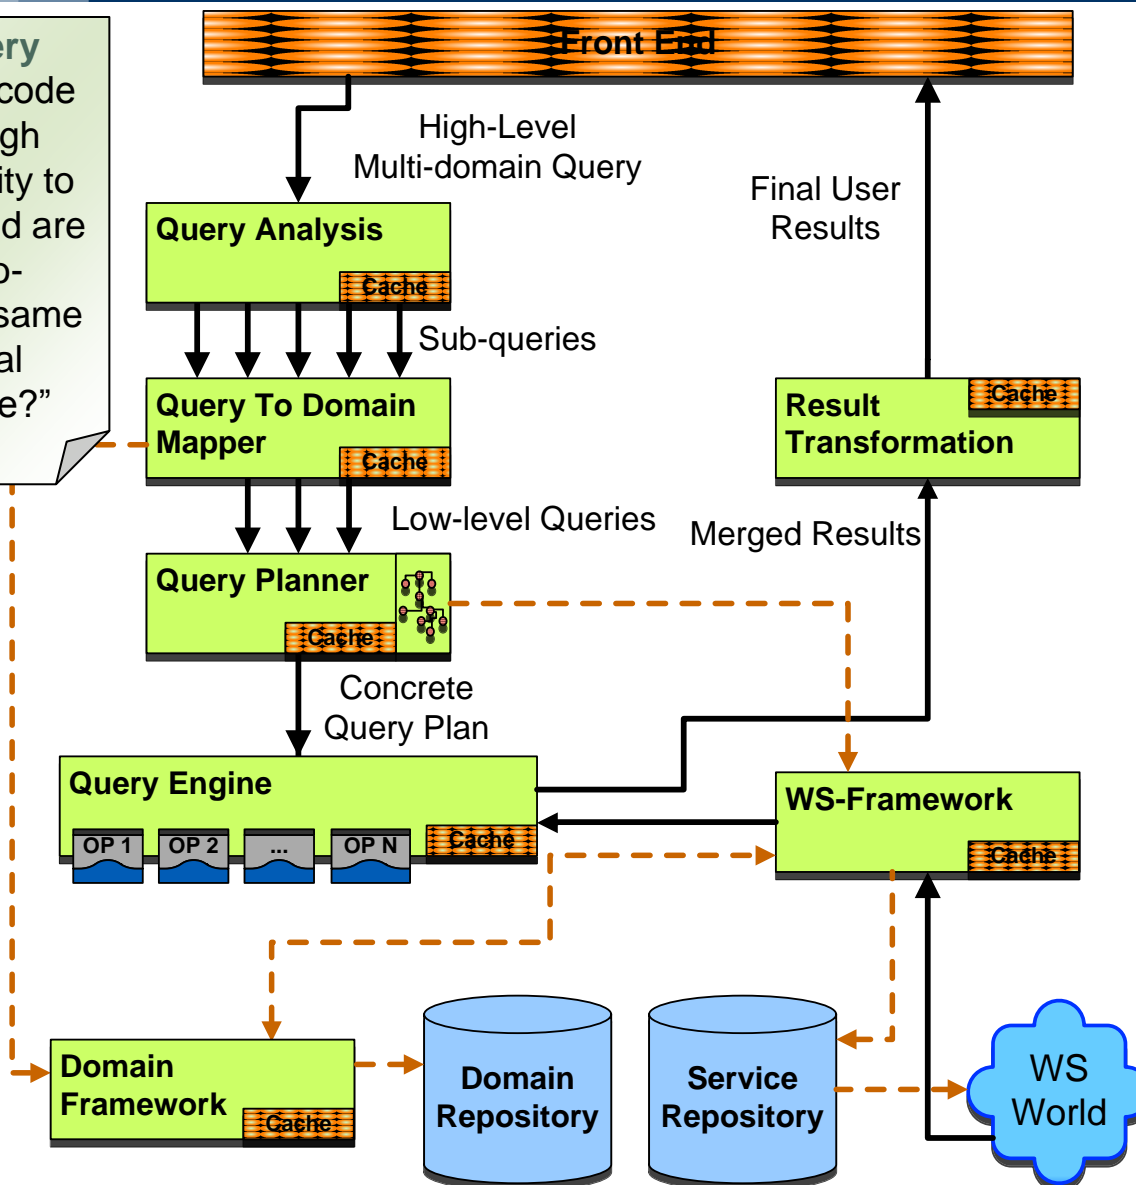 Front End
ery
code
gh
ity to
d are
o-
same
al
e?”
High-Level
Multi-domain Query
Final User
Results
Query Analysis
Cache
Sub-queries
Query To Domain
Mapper
Cache
Result
Transformation
Cache
Low-level Queries
Merged Results
Query Planner
Cache
Concrete
Query Plan
Query Engine
OP 1
OP 2
...
OP N
Cache
WS-Framework
Cache
Domain
Framework
Cache
Domain
Repository
Service
Repository
WS
World